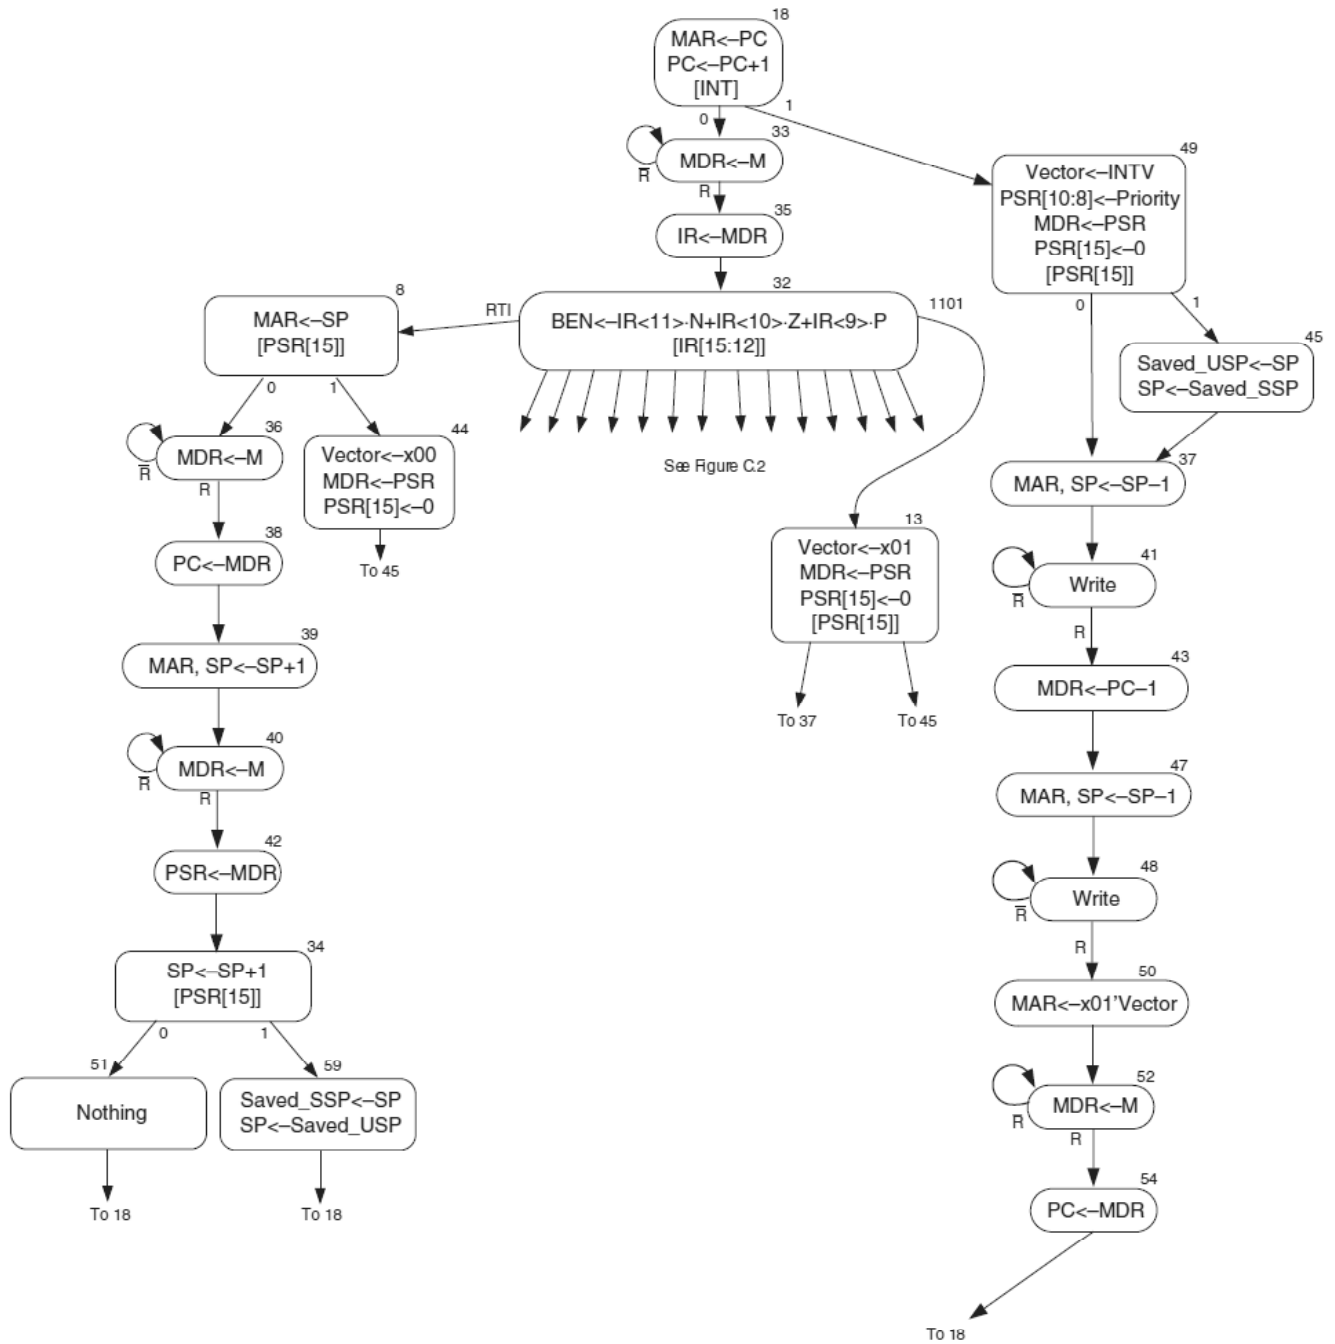 18
MAR<–PC
PC<–PC+1
[INT]
0
1
33
MDR<–M
R̅
R
35
IR<–MDR
32
BEN<–IR<11>·N+IR<10>·Z+IR<9>·P
[IR[15:12]]
RTI
1101
See Figure C.2
8
MAR<–SP
[PSR[15]]
0
1
36
MDR<–M
R̅
R
44
Vector<–x00
MDR<–PSR
PSR[15]<–0
To 45
38
PC<–MDR
39
MAR, SP<–SP+1
40
MDR<–M
R̅
R
42
PSR<–MDR
34
SP<–SP+1
[PSR[15]]
0
1
51
Nothing
To 18
59
Saved_SSP<–SP
SP<–Saved_USP
To 18
13
Vector<–x01
MDR<–PSR
PSR[15]<–0
[PSR[15]]
To 37
To 45
49
Vector<–INTV
PSR[10:8]<–Priority
MDR<–PSR
PSR[15]<–0
[PSR[15]]
0
1
45
Saved_USP<–SP
SP<–Saved_SSP
37
MAR, SP<–SP–1
41
Write
R̅
R
43
MDR<–PC–1
47
MAR, SP<–SP–1
48
Write
R̅
R
50
MAR<–x01'Vector
52
MDR<–M
R̅
R
54
PC<–MDR
To 18